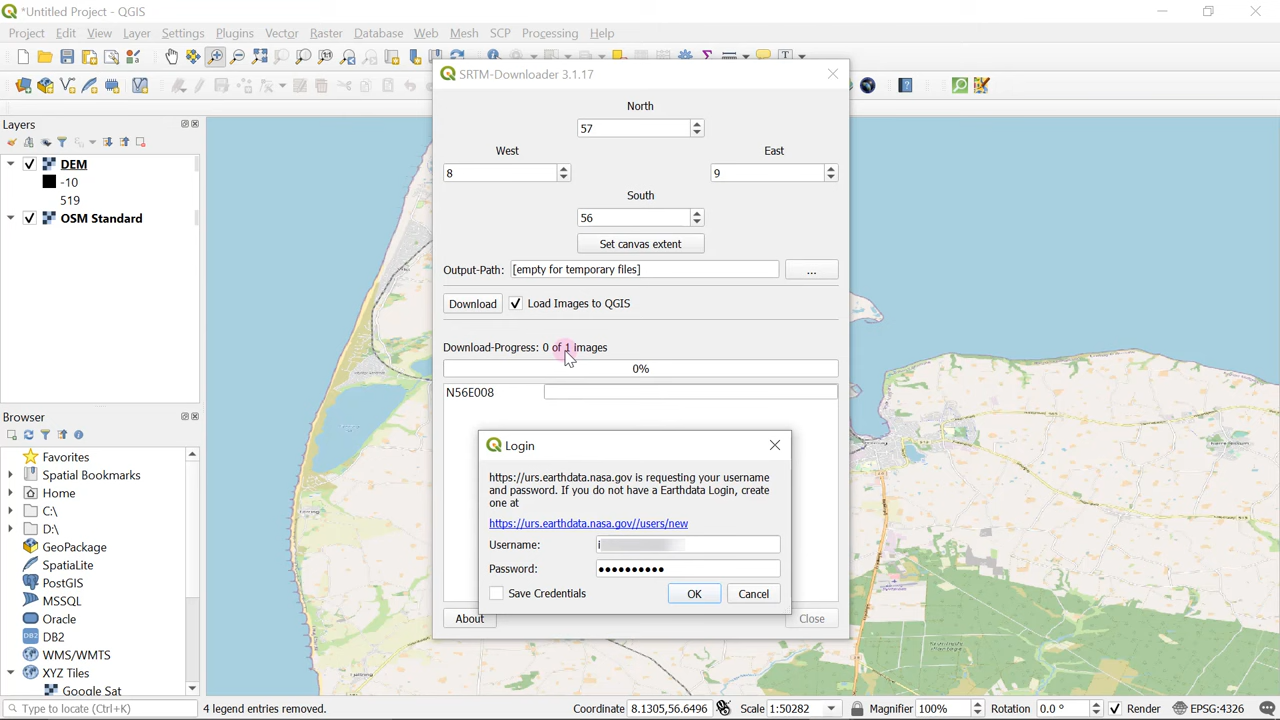 *Untitled Project - QGIS
Project Edit View Layer Settings Plugins Vector Raster Database Web Mesh SCP Processing Help
SRTM-Downloader 3.1.17
North
57
West
East
8
9
South
56
Set canvas extent
Output-Path: [empty for temporary files] ...
Download Load Images to QGIS
Download-Progress: 0 of 1 images
0%
N56E008
Login
https://urs.earthdata.nasa.gov is requesting your username
and password. If you do not have a Earthdata Login, create
one at
https://urs.earthdata.nasa.gov//users/new
Username: i
Password: ●●●●●●●●●●
Save Credentials OK Cancel
About Close
Layers
DEM
-10
519
OSM Standard
Browser
Favorites
Spatial Bookmarks
Home
C:\
D:\
GeoPackage
SpatiaLite
PostGIS
MSSQL
Oracle
DB2
WMS/WMTS
XYZ Tiles
Google Sat
Type to locate (Ctrl+K) 4 legend entries removed. Coordinate 8.1305,56.6496 Scale 1:50282 Magnifier 100% Rotation 0.0 ° Render EPSG:4326